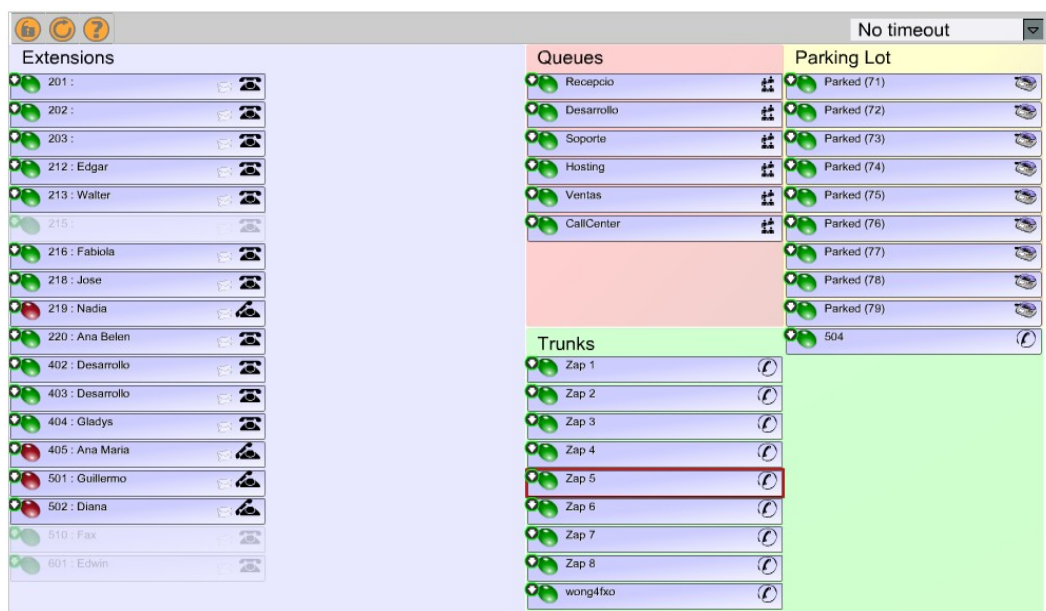 No timeout
Extensions
201 :
202 :
203 :
212 : Edgar
213 : Walter
215 :
216 : Fabiola
218 : Jose
219 : Nadia
220 : Ana Belen
402 : Desarrollo
403 : Desarrollo
404 : Gladys
405 : Ana Maria
501 : Guillermo
502 : Diana
510 : Fax
601 : Edwin
Queues
Recepcio
Desarrollo
Soporte
Hosting
Ventas
CallCenter
Trunks
Zap 1
Zap 2
Zap 3
Zap 4
Zap 5
Zap 6
Zap 7
Zap 8
wong4fxo
Parking Lot
Parked (71)
Parked (72)
Parked (73)
Parked (74)
Parked (75)
Parked (76)
Parked (77)
Parked (78)
Parked (79)
504